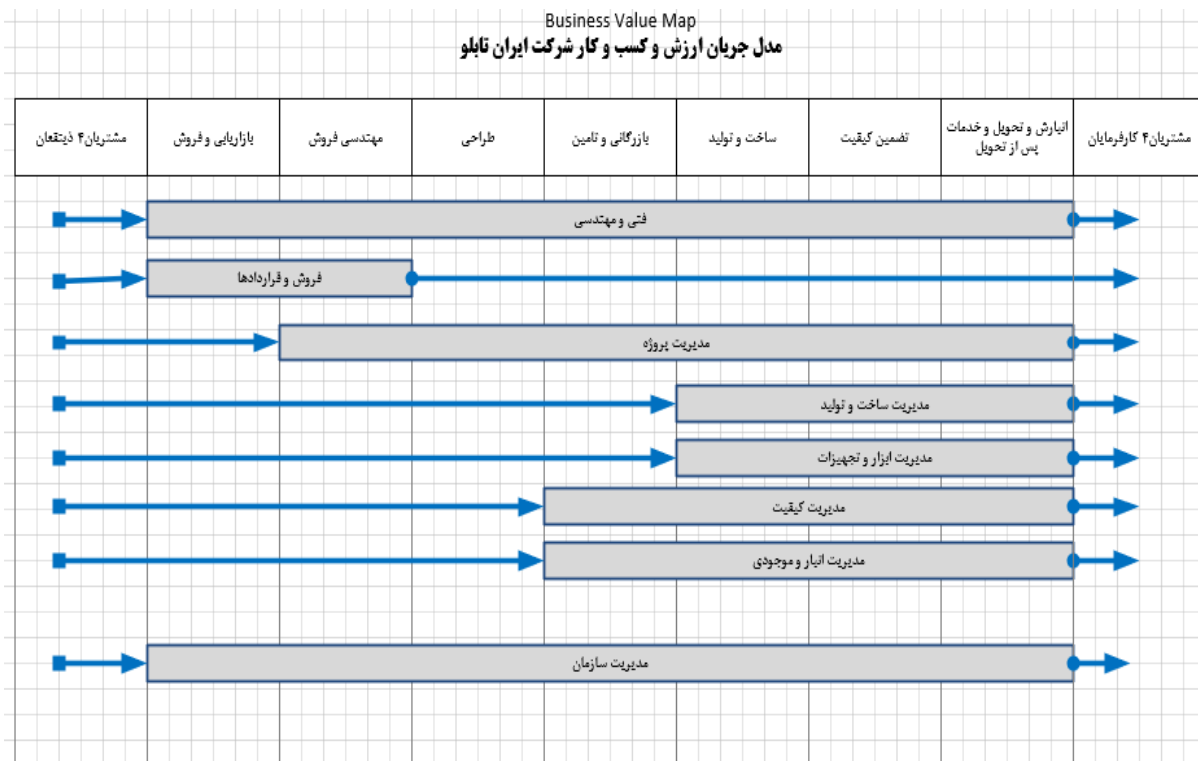 Business Value Map
مدل جریان ارزش و کسب و کار شرکت ایران تابلو
مشتریان۴ ذینفعان
بازاریابی و فروش
مهندسی فروش
طراحی
بازرگانی و تامین
ساخت و تولید
تضمین کیفیت
انبارش و تحویل و خدمات
پس از تحویل
مشتریان۴ کارفرمایان
فنی و مهندسی
فروش و قراردادها
مدیریت پروژه
مدیریت ساخت و تولید
مدیریت ابزار و تجهیزات
مدیریت کیفیت
مدیریت انبار و موجودی
مدیریت سازمان